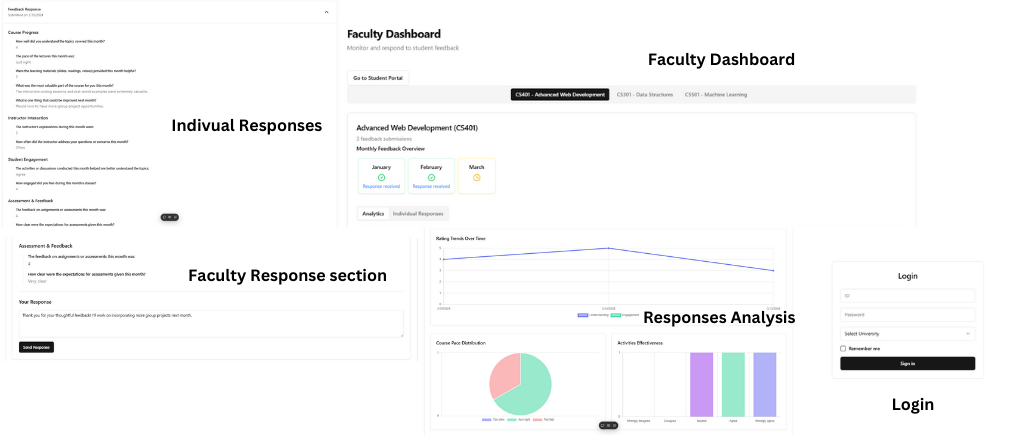 Feedback Response
Submitted on 1/31/2024
Course Progress
How well did you understand the topics covered this month?
4
The pace of the lectures this month was:
Just right
Were the learning materials (slides, readings, videos) provided this month helpful?
What was the most valuable part of the course for you this month?
The interactive coding sessions and real-world examples were extremely valuable.
What is one thing that could be improved next month?
Would love to have more group project opportunities.
Instructor Interaction
The instructor's explanations during this month were:
How often did the instructor address your questions or concerns this month?
Often
Student Engagement
The activities or discussions conducted this month helped me better understand the topics.
Agree
How engaged did you feel during this month's classes?
4
Assessment & Feedback
The feedback on assignments or assessments this month was:
4
How clear were the expectations for assessments given this month?
Indivual Responses
Faculty Dashboard
Monitor and respond to student feedback
Go to Student Portal
CS401 - Advanced Web Development
CS301 - Data Structures
CS501 - Machine Learning
Advanced Web Development (CS401)
2 feedback submissions
Monthly Feedback Overview
January
February
March
Response received
Response received
Analytics
Individual Responses
Faculty Dashboard
Assessment & Feedback
The feedback on assignments or assessments this month was:
4
How clear were the expectations for assessments given this month?
Very clear
Your Response
Thank you for your thoughtful feedback! I'll work on incorporating more group projects next month.
Send Response
Faculty Response section
Rating Trends Over Time
5
4
3
2
1
0
Understanding
Engagement
Responses Analysis
Course Pace Distribution
Too slow
Just right
Too fast
Activities Effectiveness
1
0
Strongly disagree
Disagree
Neutral
Agree
Strongly agree
Login
ID
Password
Select University
Remember me
Sign in
Login